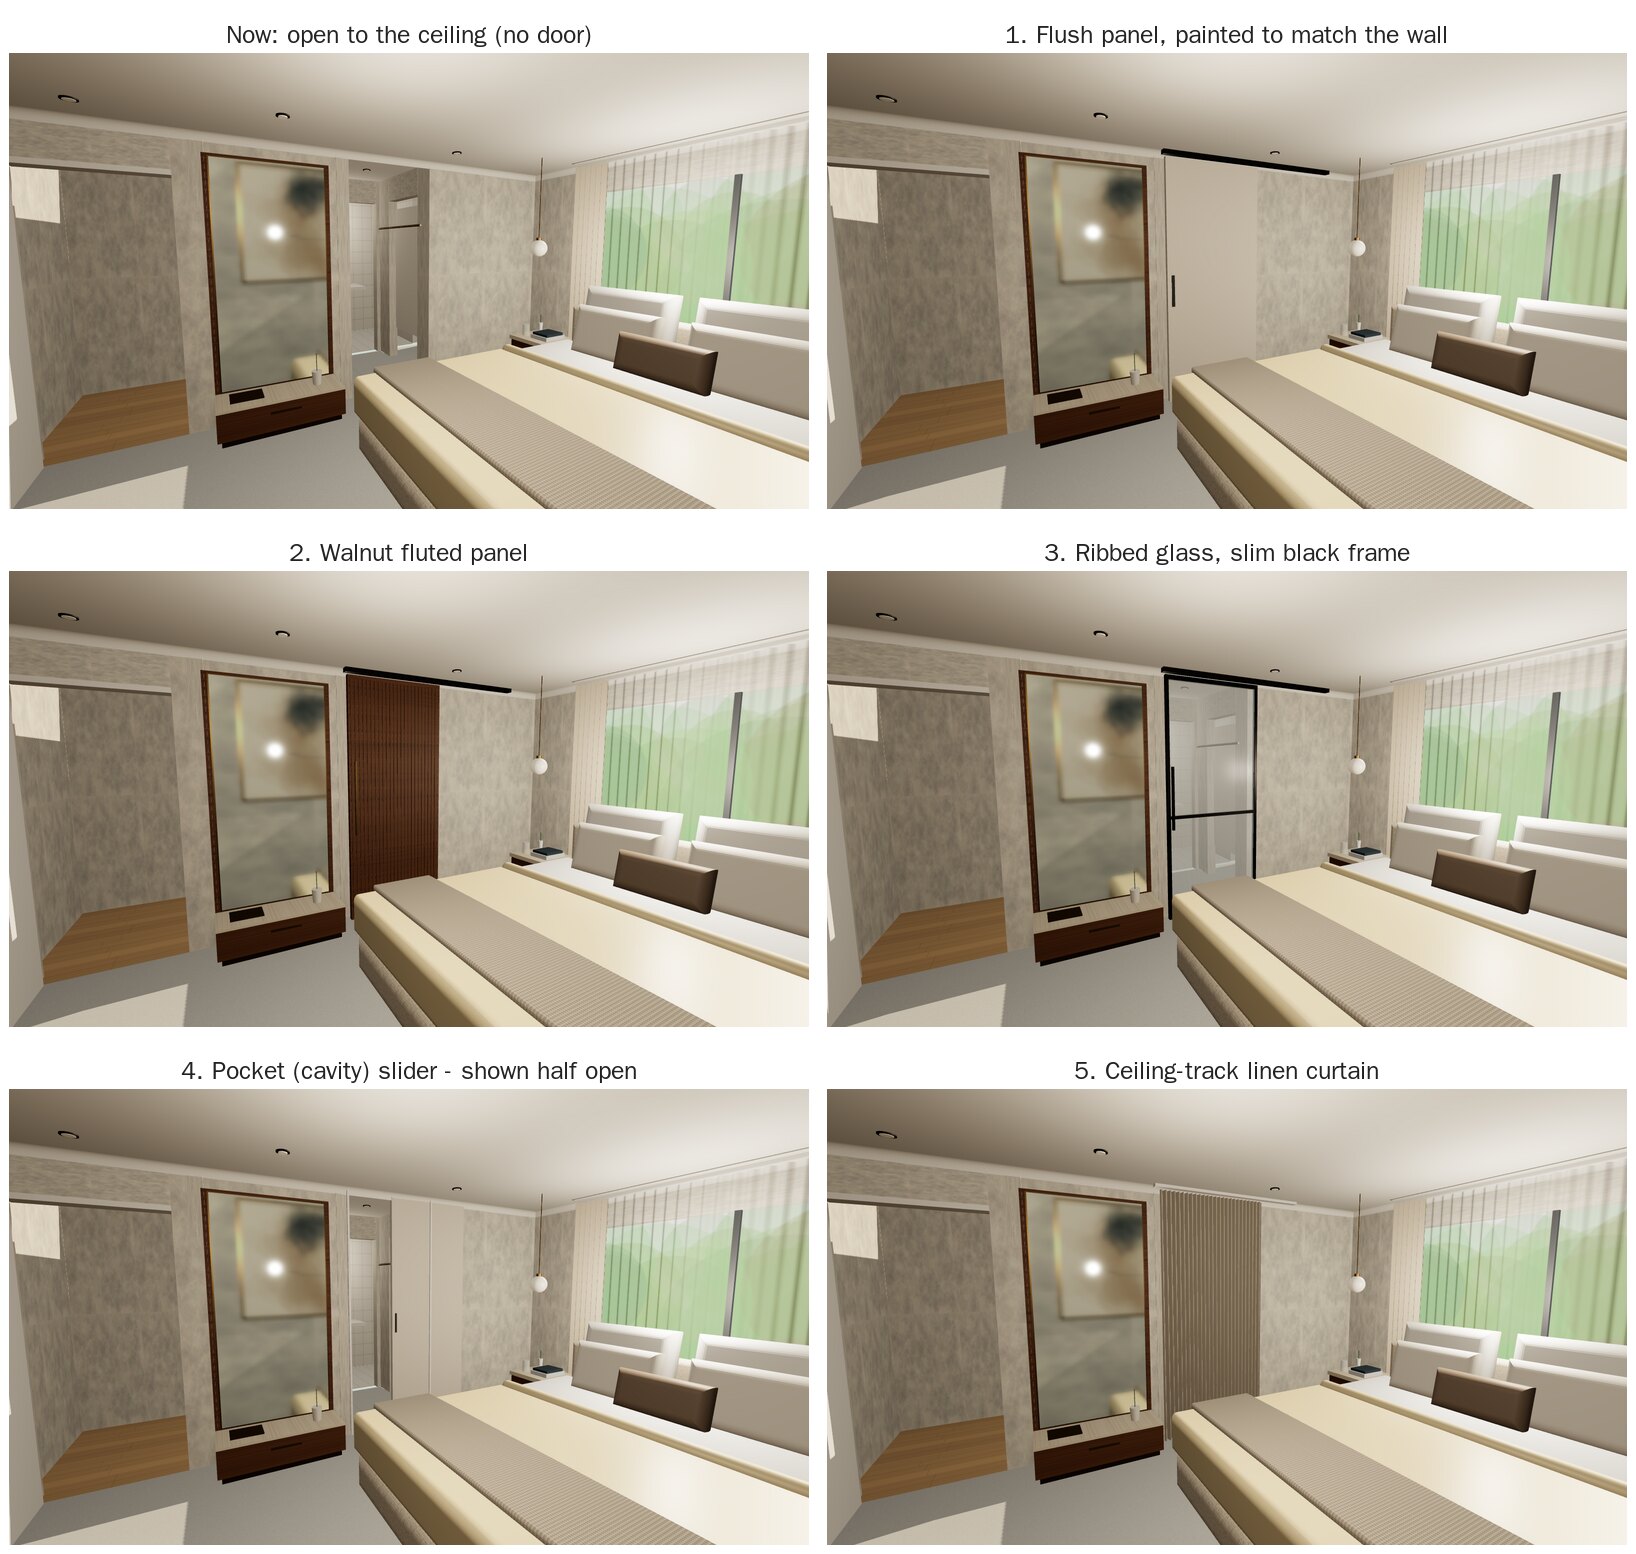 Now: open to the ceiling (no door)
1. Flush panel, painted to match the wall
2. Walnut fluted panel
3. Ribbed glass, slim black frame
4. Pocket (cavity) slider - shown half open
5. Ceiling-track linen curtain